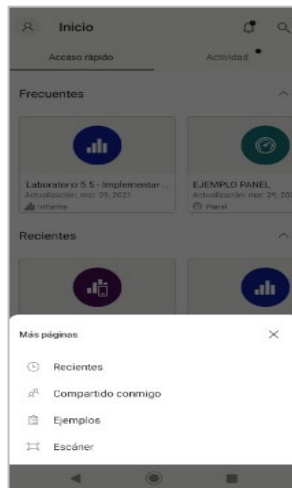 Inicio
Acceso rápido Actividad
Frecuentes
Laboratorio 5.5 - Implementar... EJEMPLO PANEL
Actualización: mar. 29, 2021 Actualización: mar. 29, 202
Informe Panel
Recientes
Más páginas
Recientes
Compartido conmigo
Ejemplos
Escáner